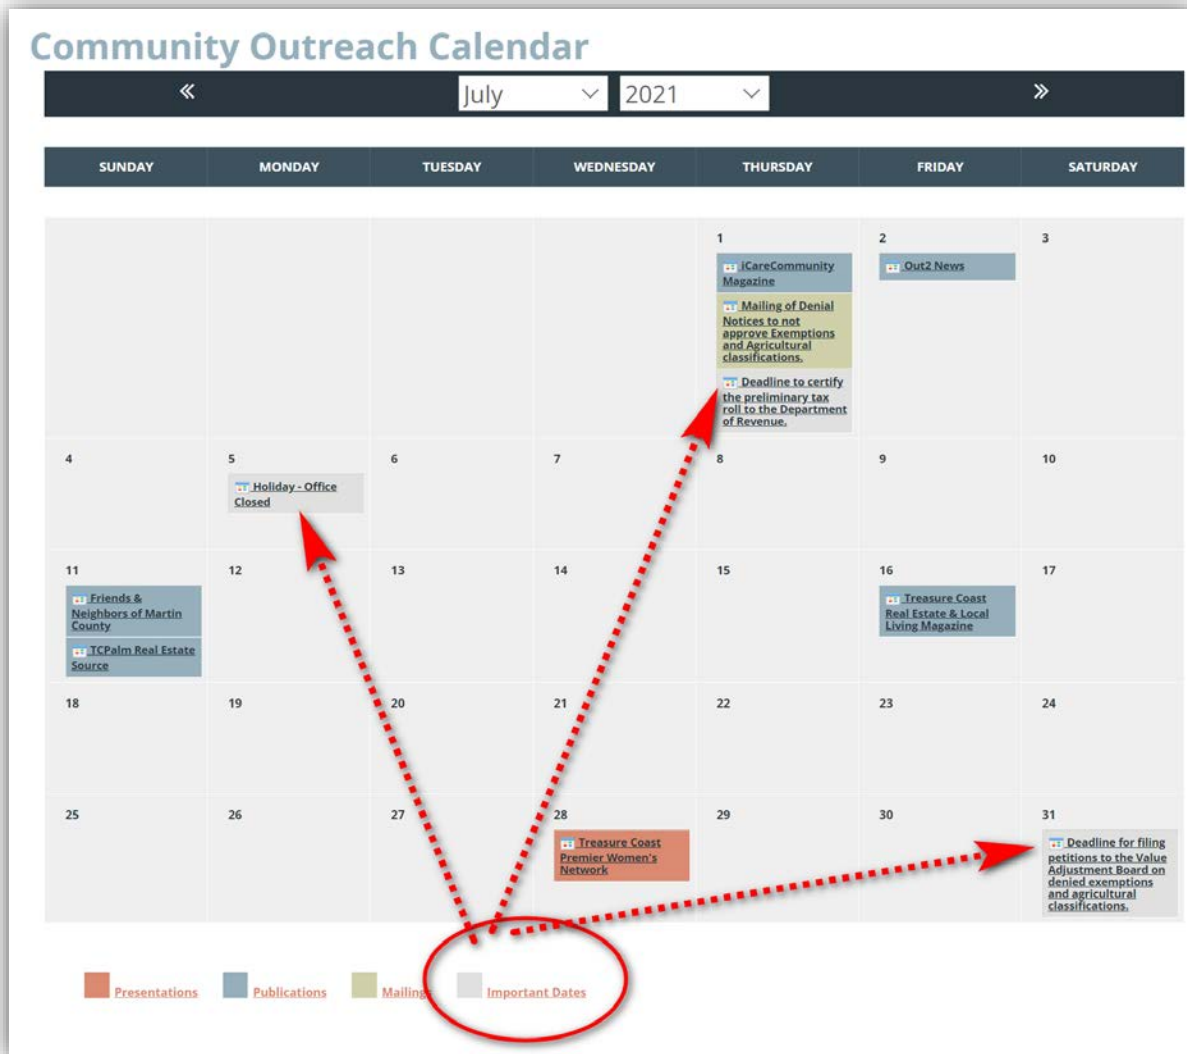 Community Outreach Calendar
July 2021
SUNDAY MONDAY TUESDAY WEDNESDAY THURSDAY FRIDAY SATURDAY
1 2 3
iCareCommunity
Magazine
Mailing of Denial
Notices to not
approve Exemptions
and Agricultural
classifications.
Deadline to certify
the preliminary tax
roll to the Department
of Revenue.
Out2 News
4 5 6 7 8 9 10
Holiday - Office
Closed
11 12 13 14 15 16 17
Friends &
Neighbors of Martin
County
TCPalm Real Estate
Source
Treasure Coast
Real Estate & Local
Living Magazine
18 19 20 21 22 23 24
25 26 27 28 29 30 31
Treasure Coast
Premier Women's
Network
Deadline for filing
petitions to the Value
Adjustment Board on
denied exemptions
and agricultural
classifications.
Presentations Publications Mailings Important Dates